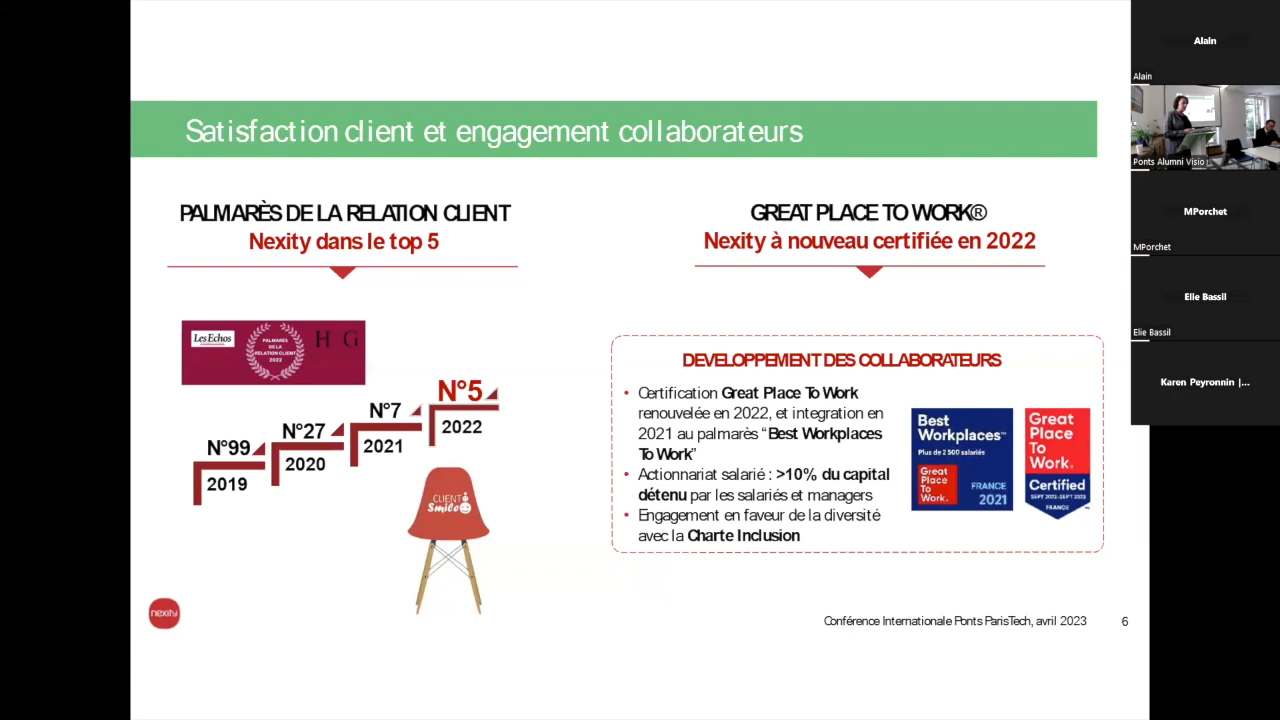 Satisfaction client et engagement collaborateurs
PALMARÈS DE LA RELATION CLIENT
Nexity dans le top 5
Les Echos
PALMARES
DE LA
RELATION CLIENT
2022
H G
N°99
2019
N°27
2020
N°7
2021
N°5
2022
CLIENT
Smile
nexity
GREAT PLACE TO WORK®
Nexity à nouveau certifiée en 2022
DEVELOPPEMENT DES COLLABORATEURS
• Certification Great Place To Work
renouvelée en 2022, et integration en
2021 au palmarès “Best Workplaces
To Work”
• Actionnariat salarié : >10% du capital
détenu par les salariés et managers
• Engagement en faveur de la diversité
avec la Charte Inclusion
Best
Workplaces™
Plus de 2 500 salariés
Great
Place
To
Work.
FRANCE
2021
Great
Place
To
Work®
Certified
SEPT 2022-SEPT 2023
FRANCE
Conférence Internationale Ponts ParisTech, avril 2023
6
Alain
Alain
Ponts Alumni Visio
MPorchet
MPorchet
Elie Bassil
Elie Bassil
Karen Peyronnin |...